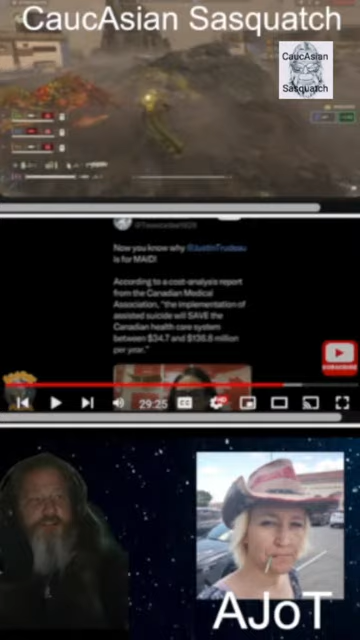 CaucAsian Sasquatch
CaucAsian
Sasquatch
Now you know why @JustinTrudeau
is for MAID!
According to a cost-analysis report
from the Canadian Medical
Association, "the implementation of
assisted suicide will SAVE the
Canadian health care system
between $34.7 and $136.8 million
per year."
SUBSCRIBE
29:25
CC
AJoT